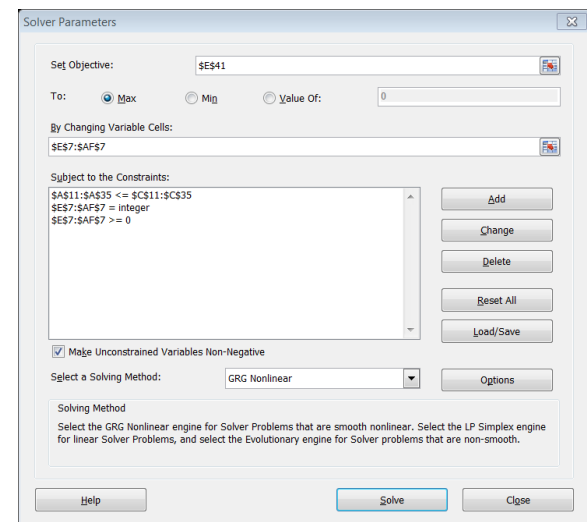 Solver Parameters
Set Objective:
$E$41
To:
Max
Min
Value Of:
0
By Changing Variable Cells:
$E$7:$AF$7
Subject to the Constraints:
$A$11:$A$35 <= $C$11:$C$35
$E$7:$AF$7 = integer
$E$7:$AF$7 >= 0
Add
Change
Delete
Reset All
Load/Save
Make Unconstrained Variables Non-Negative
Select a Solving Method:
GRG Nonlinear
Options
Solving Method
Select the GRG Nonlinear engine for Solver Problems that are smooth nonlinear. Select the LP Simplex engine
for linear Solver Problems, and select the Evolutionary engine for Solver problems that are non-smooth.
Help
Solve
Close